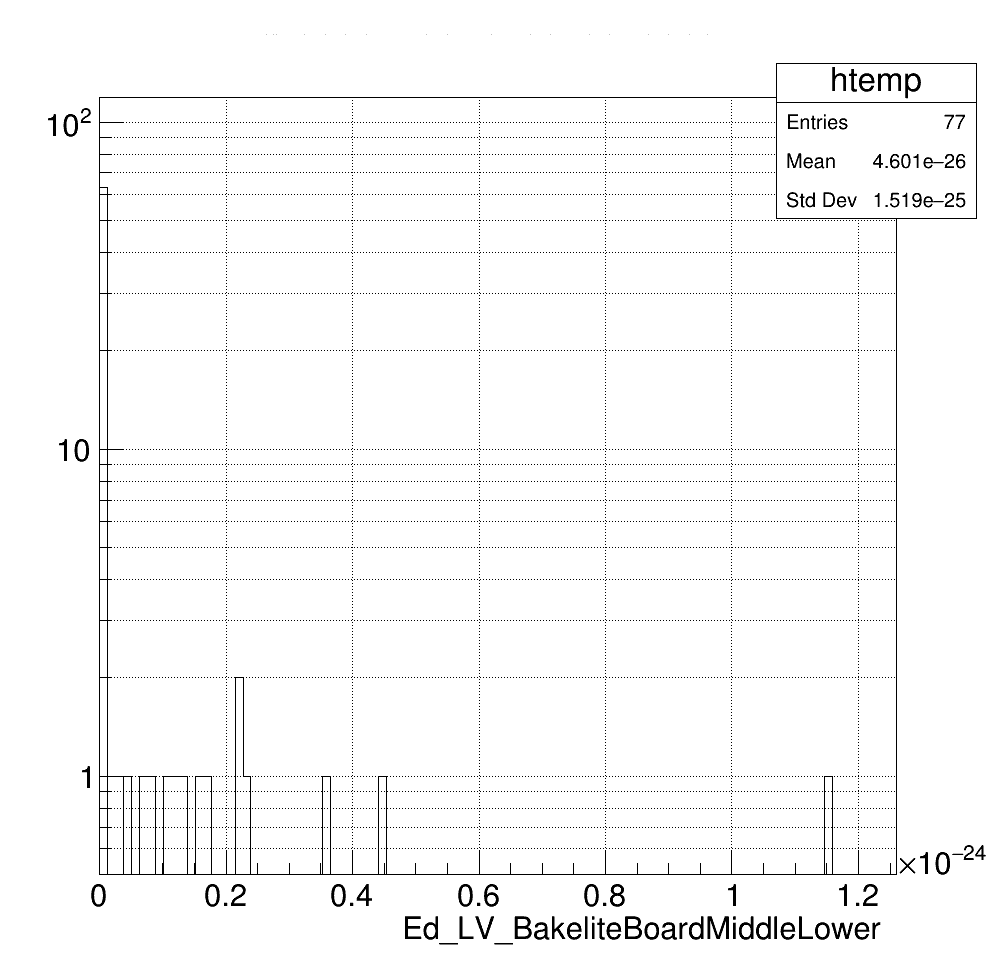 htemp
Entries 77
Mean 4.601e−26
Std Dev 1.519e−25
10²
10
1
0 0.2 0.4 0.6 0.8 1 1.2
×10⁻²⁴
Ed_LV_BakeliteBoardMiddleLower